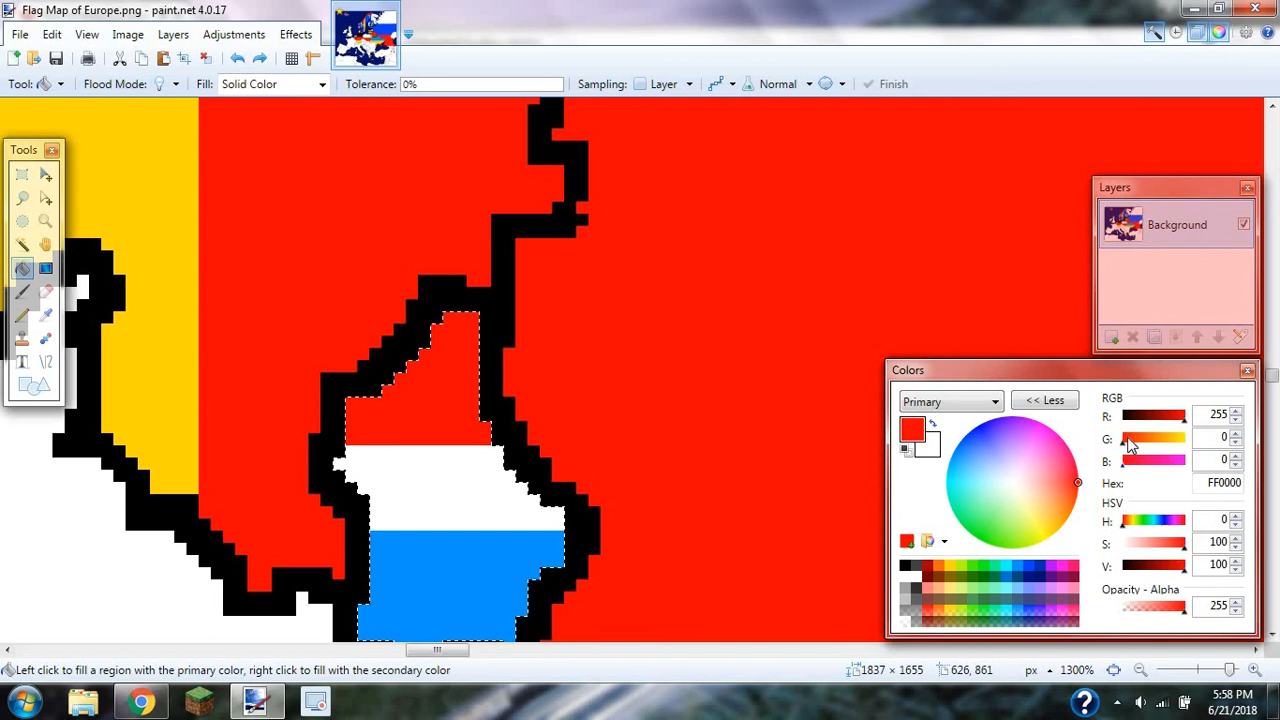 Flag Map of Europe.png - paint.net 4.0.17
File Edit View Image Layers Adjustments Effects
Tool: Flood Mode: Fill: Solid Color Tolerance: 0% Sampling: Layer Normal Finish
Tools
Layers
Background
Colors
Primary
<< Less
RGB
R: 255
G: 0
B: 0
Hex: FF0000
HSV
H: 0
S: 100
V: 100
Opacity - Alpha
255
Left click to fill a region with the primary color, right click to fill with the secondary color
1837 × 1655
626, 861
px
1300%
5:58 PM
6/21/2018